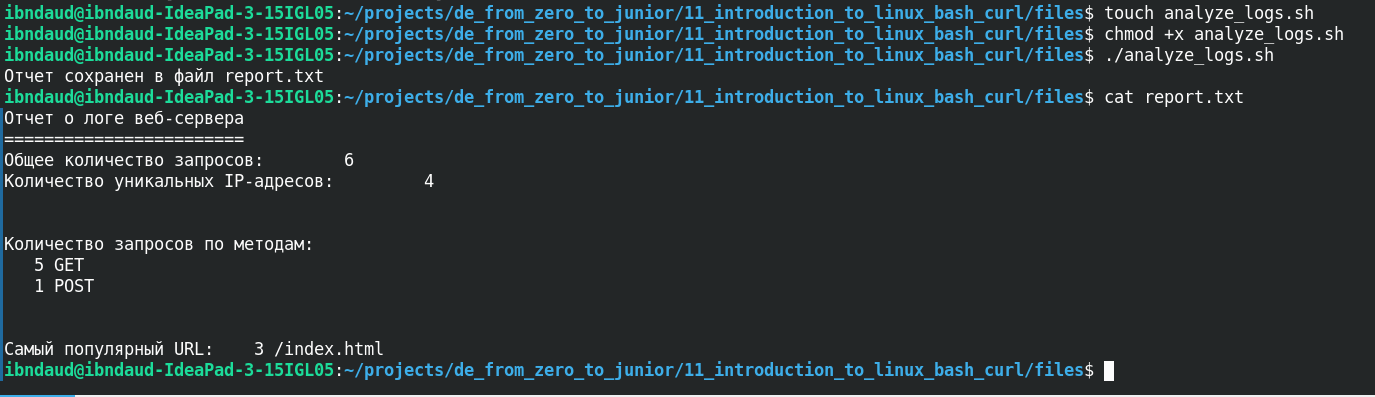 ibndaud@ibndaud-IdeaPad-3-15IGL05:~/projects/de_from_zero_to_junior/11_introduction_to_linux_bash_curl/files$ touch analyze_logs.sh
ibndaud@ibndaud-IdeaPad-3-15IGL05:~/projects/de_from_zero_to_junior/11_introduction_to_linux_bash_curl/files$ chmod +x analyze_logs.sh
ibndaud@ibndaud-IdeaPad-3-15IGL05:~/projects/de_from_zero_to_junior/11_introduction_to_linux_bash_curl/files$ ./analyze_logs.sh
Отчет сохранен в файл report.txt
ibndaud@ibndaud-IdeaPad-3-15IGL05:~/projects/de_from_zero_to_junior/11_introduction_to_linux_bash_curl/files$ cat report.txt
Отчет о логе веб-сервера
========================
Общее количество запросов:        6
Количество уникальных IP-адресов:         4
Количество запросов по методам:
   5 GET
   1 POST
Самый популярный URL:    3 /index.html
ibndaud@ibndaud-IdeaPad-3-15IGL05:~/projects/de_from_zero_to_junior/11_introduction_to_linux_bash_curl/files$